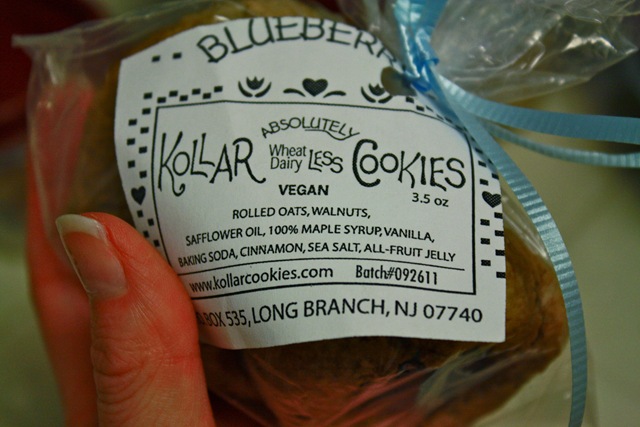 BLUEBERR
ABSOLUTELY
KOLLAR Wheat Dairy LESS COOKIES
VEGAN
3.5 oz
ROLLED OATS, WALNUTS,
SAFFLOWER OIL, 100% MAPLE SYRUP, VANILLA,
BAKING SODA, CINNAMON, SEA SALT, ALL-FRUIT JELLY
www.kollarcookies.com Batch#092611
BOX 535, LONG BRANCH, NJ 07740